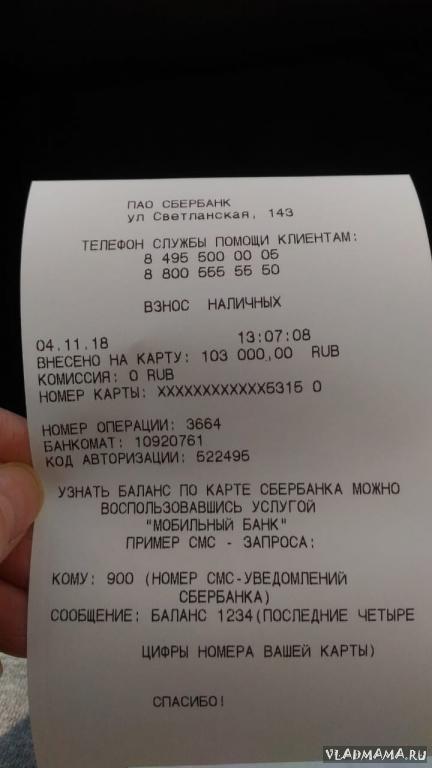 ПАО СБЕРБАНК
ул Светланская, 143
ТЕЛЕФОН СЛУЖБЫ ПОМОЩИ КЛИЕНТАМ:
8 495 500 00 05
8 800 555 55 50
ВЗНОС НАЛИЧНЫХ
04.11.18 13:07:08
ВНЕСЕНО НА КАРТУ: 103 000,00 RUB
КОМИССИЯ: 0 RUB
НОМЕР КАРТЫ: XXXXXXXXXXXX5315 0
НОМЕР ОПЕРАЦИИ: 3664
БАНКОМАТ: 10920761
КОД АВТОРИЗАЦИИ: 522495
УЗНАТЬ БАЛАНС ПО КАРТЕ СБЕРБАНКА МОЖНО
ВОСПОЛЬЗОВАВШИСЬ УСЛУГОЙ
"МОБИЛЬНЫЙ БАНК"
ПРИМЕР СМС - ЗАПРОСА:
КОМУ: 900 (НОМЕР СМС-УВЕДОМЛЕНИЙ
СБЕРБАНКА)
СООБЩЕНИЕ: БАЛАНС 1234(ПОСЛЕДНИЕ ЧЕТЫРЕ
ЦИФРЫ НОМЕРА ВАШЕЙ КАРТЫ)
СПАСИБО!
VLADMAMA.RU